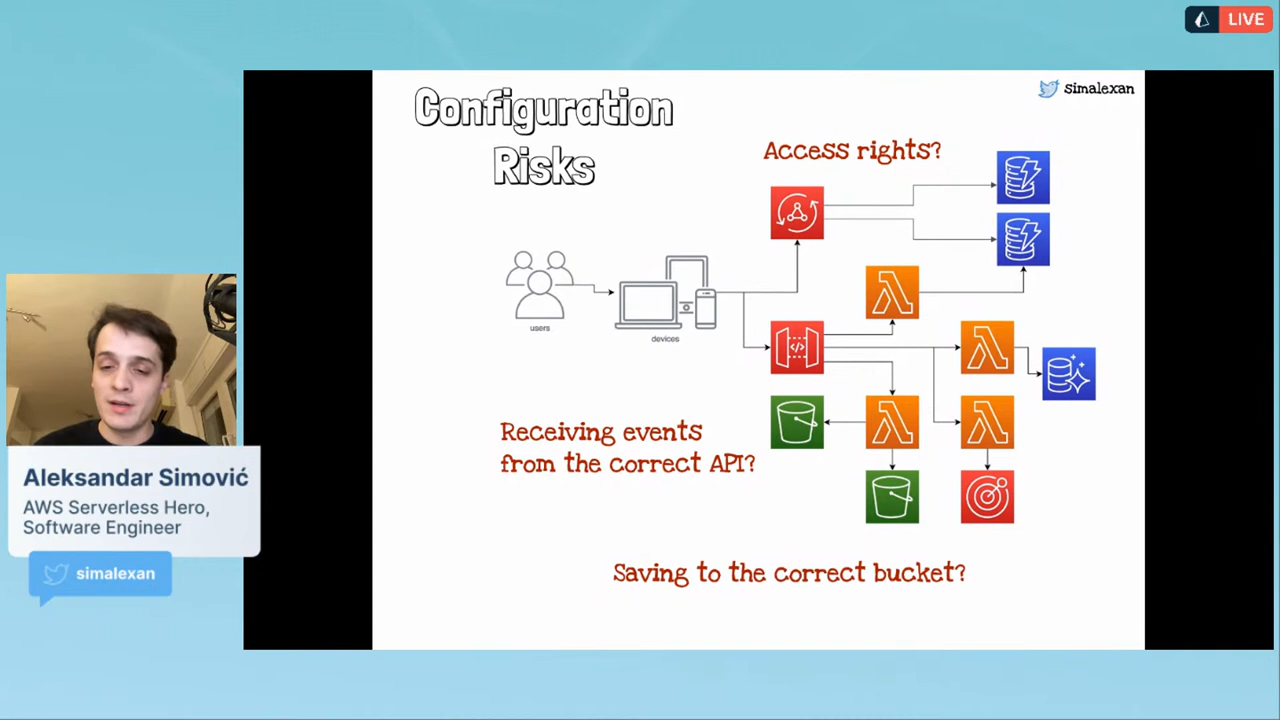 LIVE
Configuration
Risks
simalexan
Access rights?
users
devices
Receiving events
from the correct API?
Saving to the correct bucket?
Aleksandar Simović
AWS Serverless Hero,
Software Engineer
simalexan